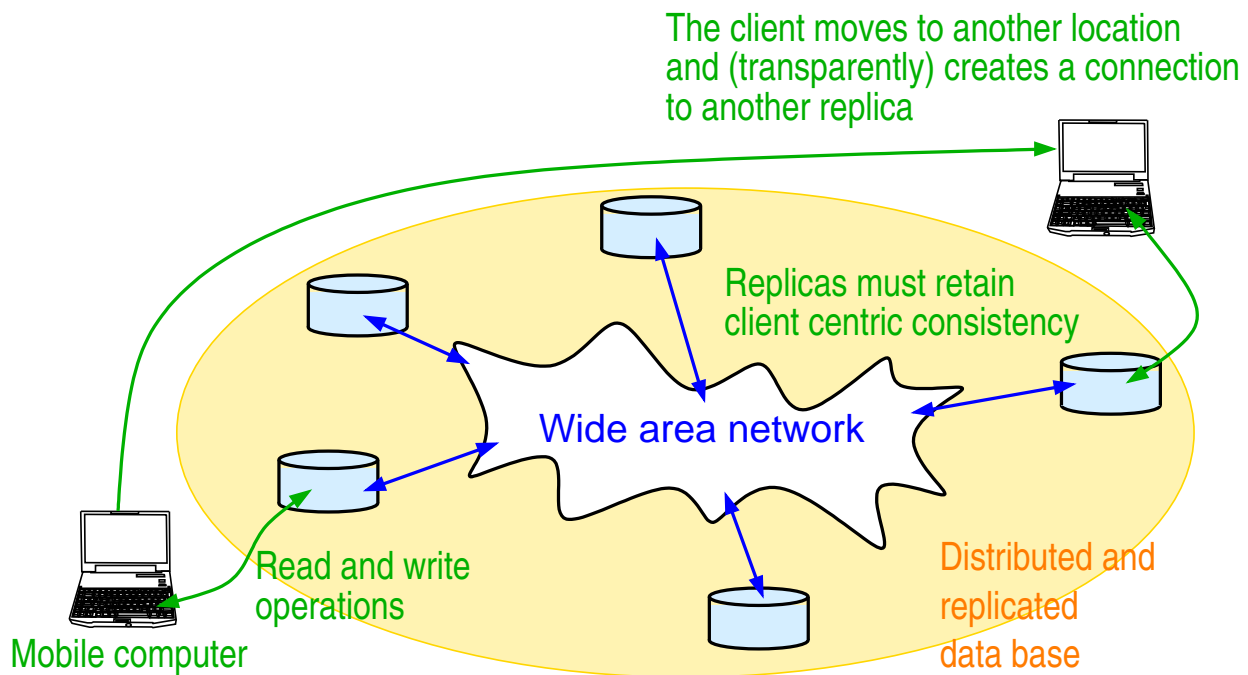 The client moves to another location
and (transparently) creates a connection
to another replica
Replicas must retain
client centric consistency
Wide area network
Read and write
operations
Mobile computer
Distributed and
replicated
data base